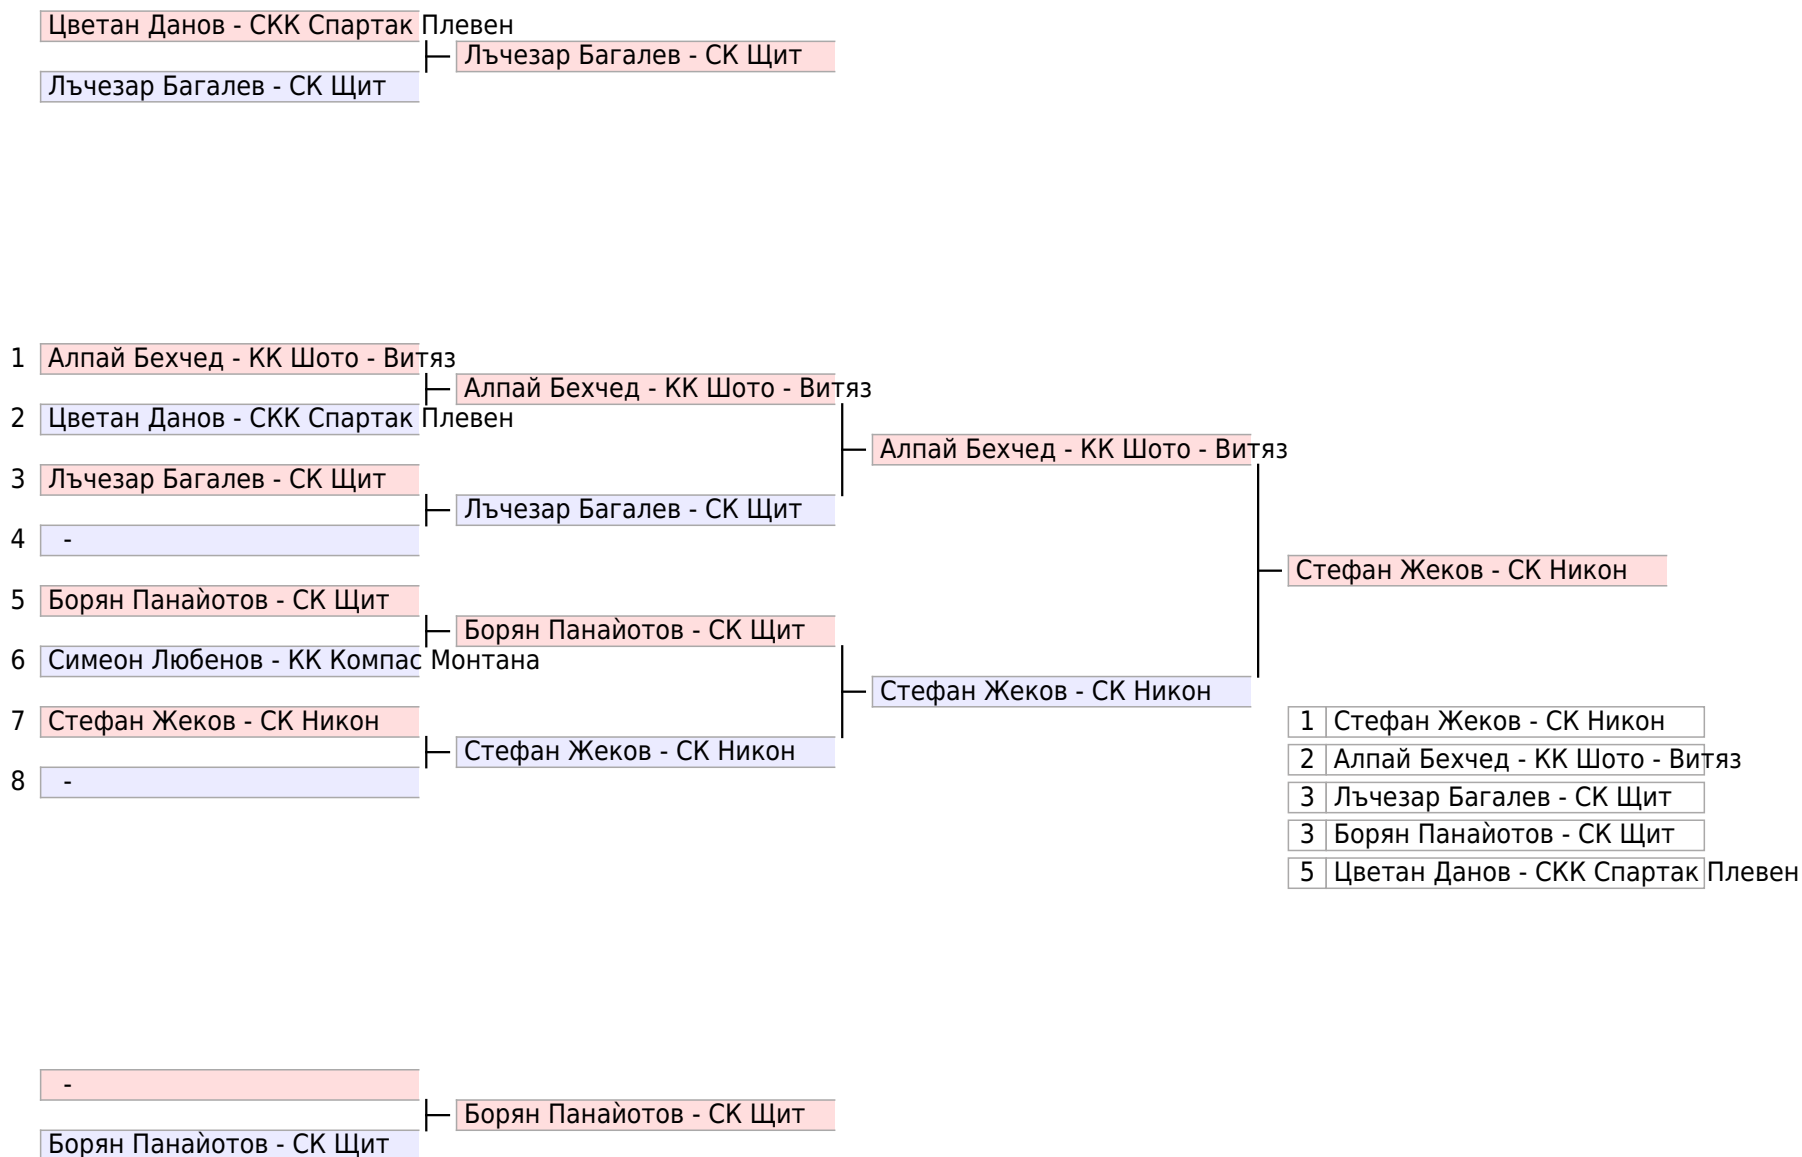 Цветан Данов - СКК Спартак Плевен
Лъчезар Багалев - СК Щит
Лъчезар Багалев - СК Щит
1 Алпай Бехчед - КК Шото - Витяз
Алпай Бехчед - КК Шото - Витяз
2 Цветан Данов - СКК Спартак Плевен
Алпай Бехчед - КК Шото - Витяз
3 Лъчезар Багалев - СК Щит
Лъчезар Багалев - СК Щит
4 -
Стефан Жеков - СК Никон
5 Борян Панаѝотов - СК Щит
Борян Панаѝотов - СК Щит
6 Симеон Любенов - КК Компас Монтана
Стефан Жеков - СК Никон
7 Стефан Жеков - СК Никон
Стефан Жеков - СК Никон
8 -
1 Стефан Жеков - СК Никон
2 Алпай Бехчед - КК Шото - Витяз
3 Лъчезар Багалев - СК Щит
3 Борян Панаѝотов - СК Щит
5 Цветан Данов - СКК Спартак Плевен
-
Борян Панаѝотов - СК Щит
Борян Панаѝотов - СК Щит